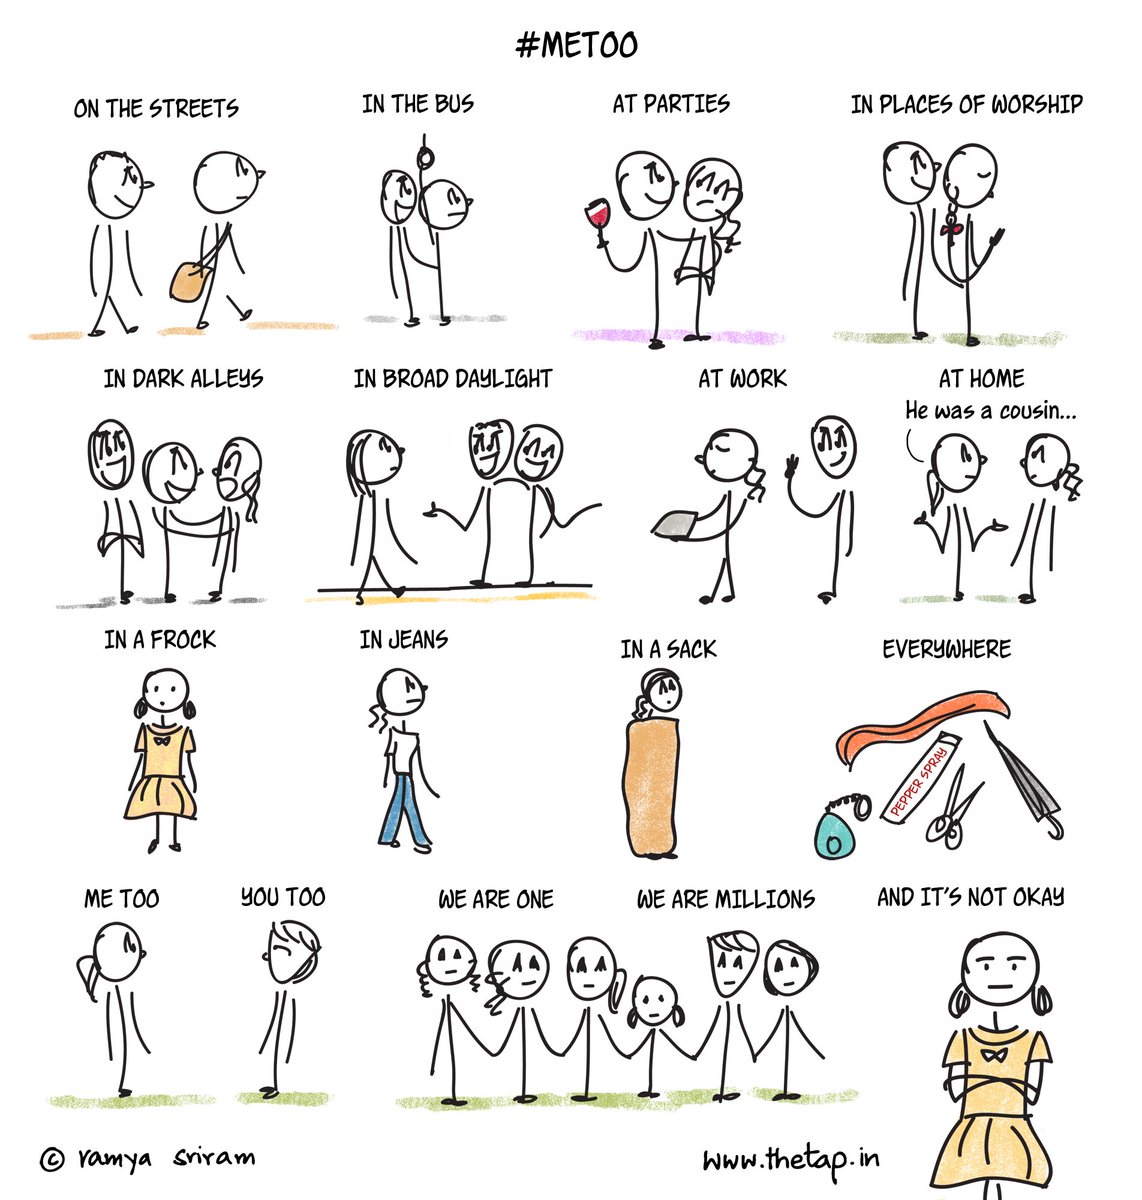 #METOO
ON THE STREETS
IN THE BUS
AT PARTIES
IN PLACES OF WORSHIP
IN DARK ALLEYS
IN BROAD DAYLIGHT
AT WORK
AT HOME
He was a cousin...
IN A FROCK
IN JEANS
IN A SACK
EVERYWHERE
PEPPER SPRAY
ME TOO
YOU TOO
WE ARE ONE
WE ARE MILLIONS
AND IT'S NOT OKAY
© ramya sriram
www.thetap.in